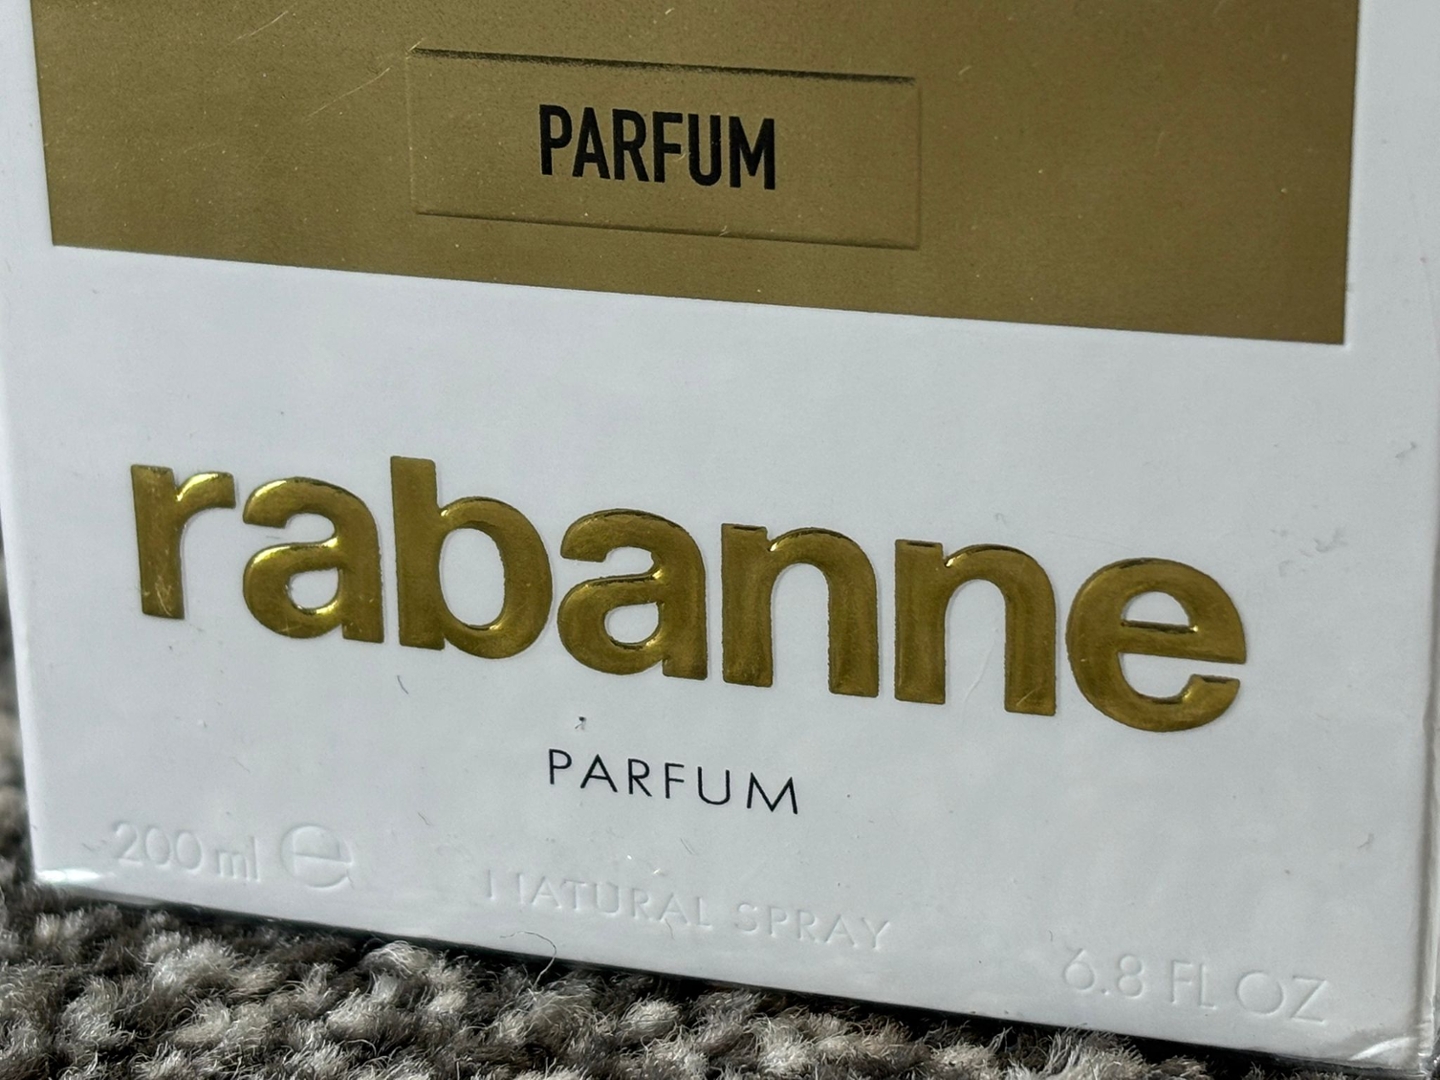 PARFUM
rabanne
PARFUM
200 ml ℮
NATURAL SPRAY
6.8 FL OZ